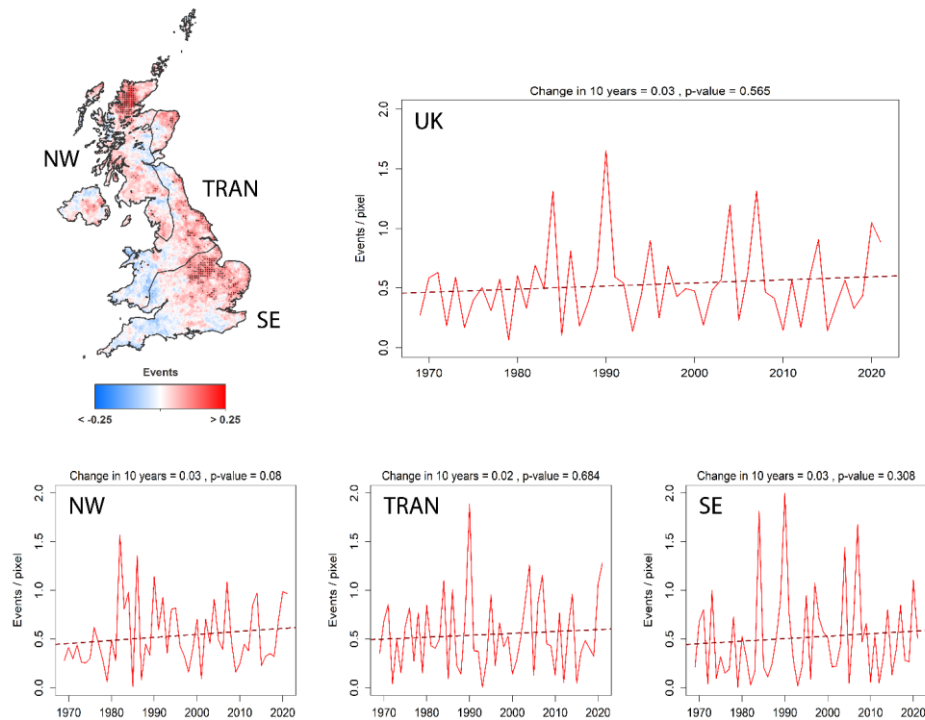 NW
TRAN
SE
Events
< -0.25 > 0.25
Change in 10 years = 0.03 , p-value = 0.565
UK
Events / pixel
2.0
1.5
1.0
0.5
0.0
1970 1980 1990 2000 2010 2020
Change in 10 years = 0.03 , p-value = 0.08
NW
Events / pixel
2.0
1.5
1.0
0.5
0.0
1970 1980 1990 2000 2010 2020
Change in 10 years = 0.02 , p-value = 0.684
TRAN
Events / pixel
2.0
1.5
1.0
0.5
0.0
1970 1980 1990 2000 2010 2020
Change in 10 years = 0.03 , p-value = 0.308
SE
Events / pixel
2.0
1.5
1.0
0.5
0.0
1970 1980 1990 2000 2010 2020